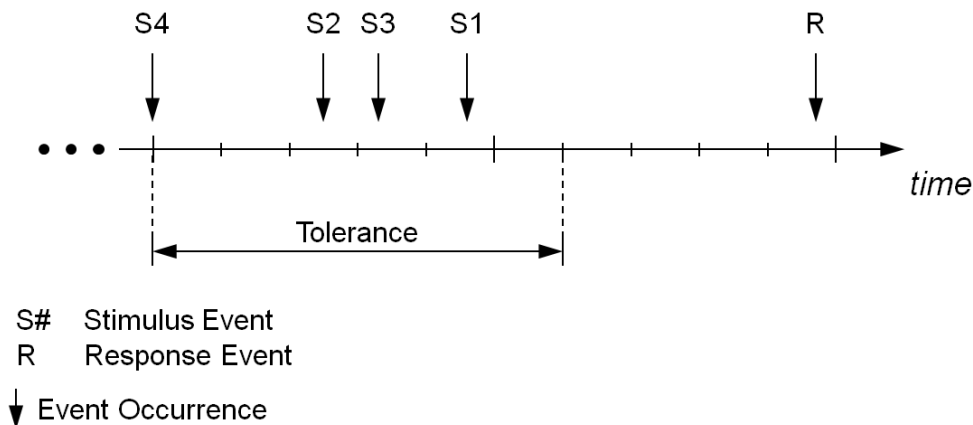 S4 S2 S3 S1 R
time
Tolerance
S# Stimulus Event
R Response Event
Event Occurrence